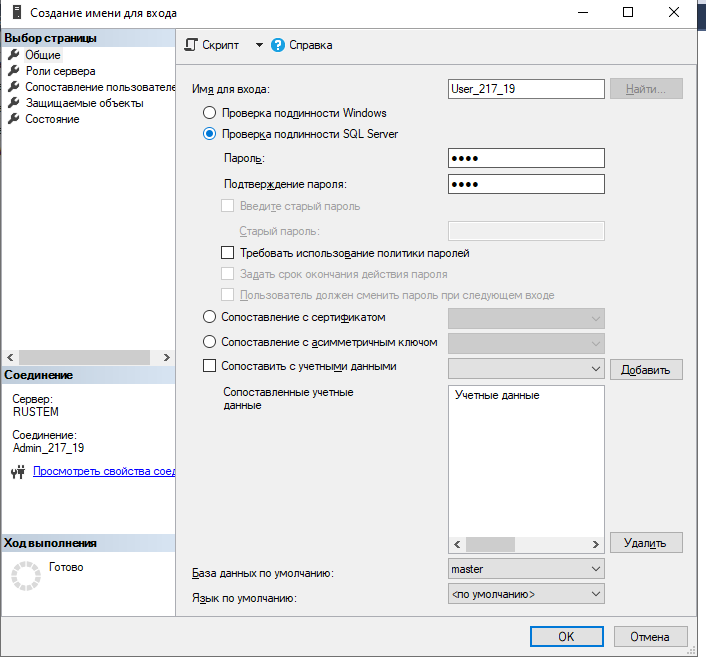 Создание имени для входа
Выбор страницы
Общие
Роли сервера
Сопоставление пользователе
Защищаемые объекты
Состояние
Соединение
Сервер:
RUSTEM
Соединение:
Admin_217_19
Просмотреть свойства соед
Ход выполнения
Готово
Скрипт
Справка
Имя для входа:
User_217_19
Найти...
Проверка подлинности Windows
Проверка подлинности SQL Server
Пароль:
●●●●
Подтверждение пароля:
●●●●
Введите старый пароль
Старый пароль:
Требовать использование политики паролей
Задать срок окончания действия пароля
Пользователь должен сменить пароль при следующем входе
Сопоставление с сертификатом
Сопоставление с асимметричным ключом
Сопоставить с учетными данными
Добавить
Сопоставленные учетные
данные
Учетные данные
Удалить
База данных по умолчанию:
master
Язык по умолчанию:
<по умолчанию>
OK
Отмена